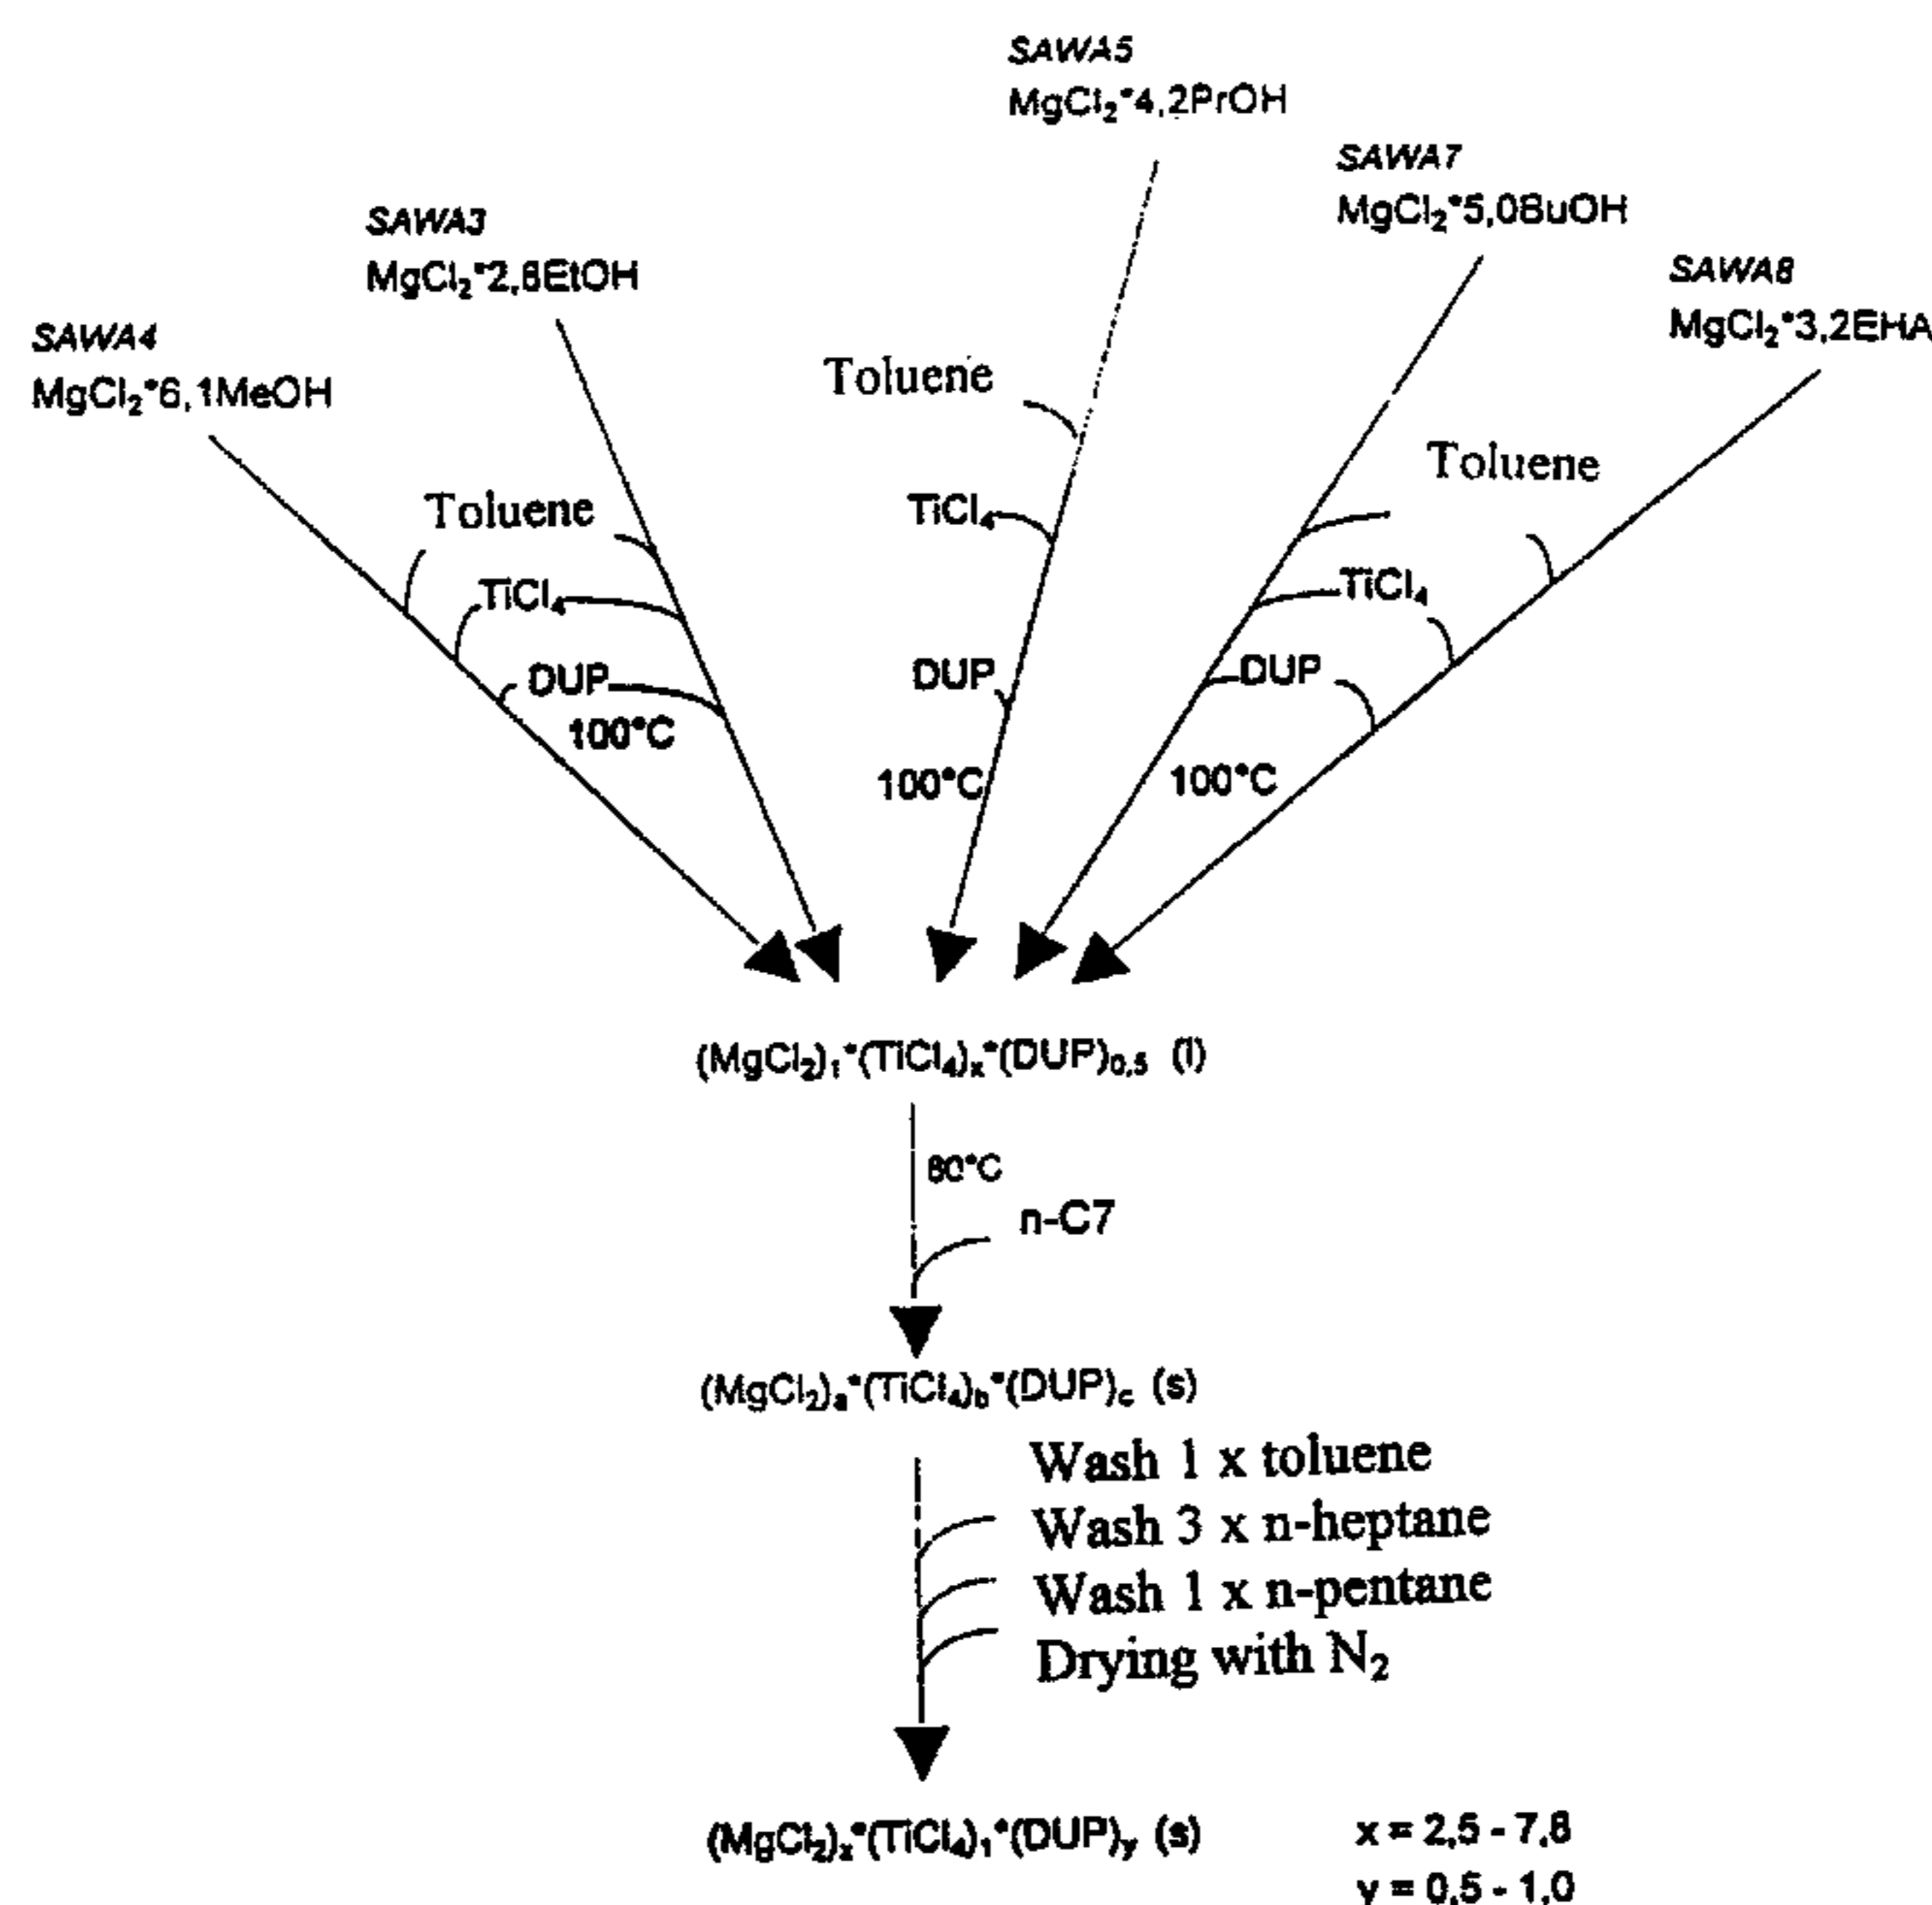 SAWA5
MgCl₂*4,2PrOH
SAWA7
MgCl₂*5,0BuOH
SAWA3
MgCl₂*2,6EtOH
SAWA8
MgCl₂*3,2EHA
SAWA4
MgCl₂*6,1MeOH
Toluene
TiCl₄
DUP
100°C
Toluene
TiCl₄
DUP
100°C
Toluene
TiCl₄
DUP
100°C
(MgCl₂)₁*(TiCl₄)ₓ*(DUP)₀,₅ (l)
80°C
n-C7
(MgCl₂)ₐ*(TiCl₄)b*(DUP)c (s)
Wash 1 x toluene
Wash 3 x n-heptane
Wash 1 x n-pentane
Drying with N₂
(MgCl₂)ₓ*(TiCl₄)₁*(DUP)y (s)
x = 2,5 - 7,8
y = 0,5 - 1,0